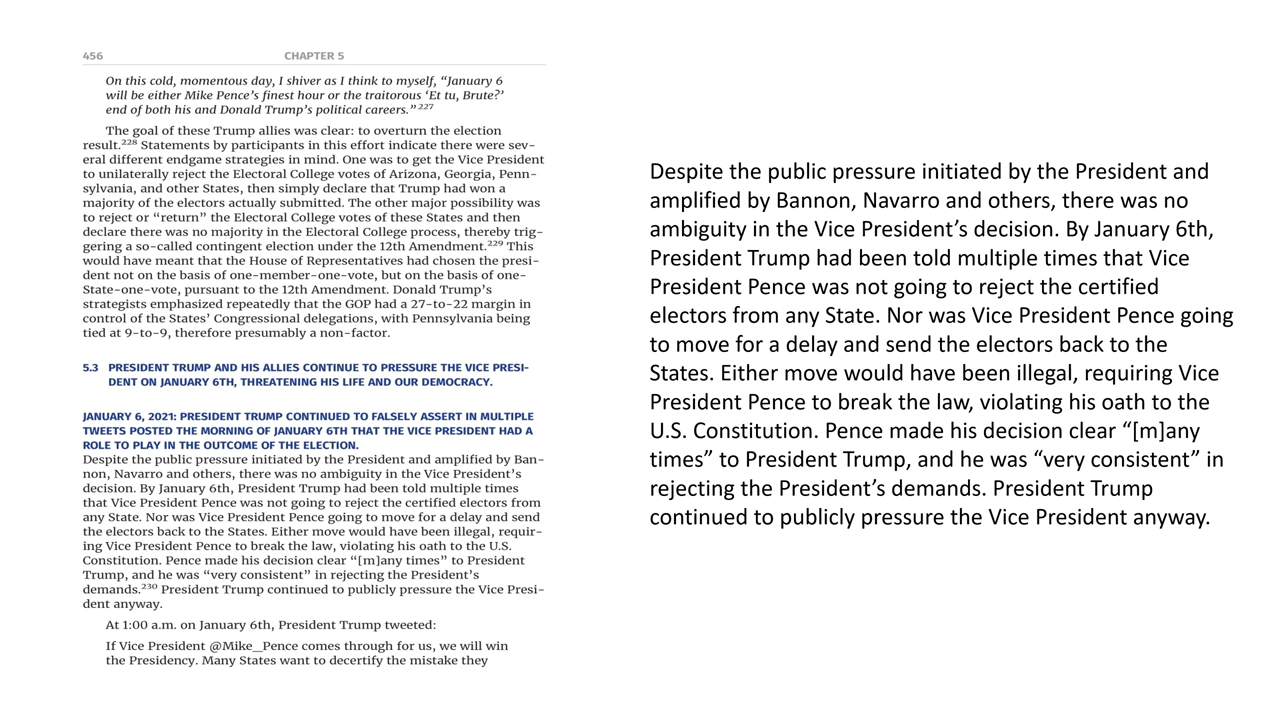 456 CHAPTER 5
On this cold, momentous day, I shiver as I think to myself, “January 6
will be either Mike Pence’s finest hour or the traitorous ‘Et tu, Brute?’
end of both his and Donald Trump’s political careers.”²²⁷
The goal of these Trump allies was clear: to overturn the election
result.²²⁸ Statements by participants in this effort indicate there were sev-
eral different endgame strategies in mind. One was to get the Vice President
to unilaterally reject the Electoral College votes of Arizona, Georgia, Penn-
sylvania, and other States, then simply declare that Trump had won a
majority of the electors actually submitted. The other major possibility was
to reject or “return” the Electoral College votes of these States and then
declare there was no majority in the Electoral College process, thereby trig-
gering a so-called contingent election under the 12th Amendment.²²⁹ This
would have meant that the House of Representatives had chosen the presi-
dent not on the basis of one-member-one-vote, but on the basis of one-
State-one-vote, pursuant to the 12th Amendment. Donald Trump’s
strategists emphasized repeatedly that the GOP had a 27-to-22 margin in
control of the States’ Congressional delegations, with Pennsylvania being
tied at 9-to-9, therefore presumably a non-factor.
5.3 PRESIDENT TRUMP AND HIS ALLIES CONTINUE TO PRESSURE THE VICE PRESI-
DENT ON JANUARY 6TH, THREATENING HIS LIFE AND OUR DEMOCRACY.
JANUARY 6, 2021: PRESIDENT TRUMP CONTINUED TO FALSELY ASSERT IN MULTIPLE
TWEETS POSTED THE MORNING OF JANUARY 6TH THAT THE VICE PRESIDENT HAD A
ROLE TO PLAY IN THE OUTCOME OF THE ELECTION.
Despite the public pressure initiated by the President and amplified by Ban-
non, Navarro and others, there was no ambiguity in the Vice President’s
decision. By January 6th, President Trump had been told multiple times
that Vice President Pence was not going to reject the certified electors from
any State. Nor was Vice President Pence going to move for a delay and send
the electors back to the States. Either move would have been illegal, requir-
ing Vice President Pence to break the law, violating his oath to the U.S.
Constitution. Pence made his decision clear “[m]any times” to President
Trump, and he was “very consistent” in rejecting the President’s
demands.²³⁰ President Trump continued to publicly pressure the Vice Presi-
dent anyway.
At 1:00 a.m. on January 6th, President Trump tweeted:
If Vice President @Mike_Pence comes through for us, we will win
the Presidency. Many States want to decertify the mistake they
Despite the public pressure initiated by the President and
amplified by Bannon, Navarro and others, there was no
ambiguity in the Vice President’s decision. By January 6th,
President Trump had been told multiple times that Vice
President Pence was not going to reject the certified
electors from any State. Nor was Vice President Pence going
to move for a delay and send the electors back to the
States. Either move would have been illegal, requiring Vice
President Pence to break the law, violating his oath to the
U.S. Constitution. Pence made his decision clear “[m]any
times” to President Trump, and he was “very consistent” in
rejecting the President’s demands. President Trump
continued to publicly pressure the Vice President anyway.